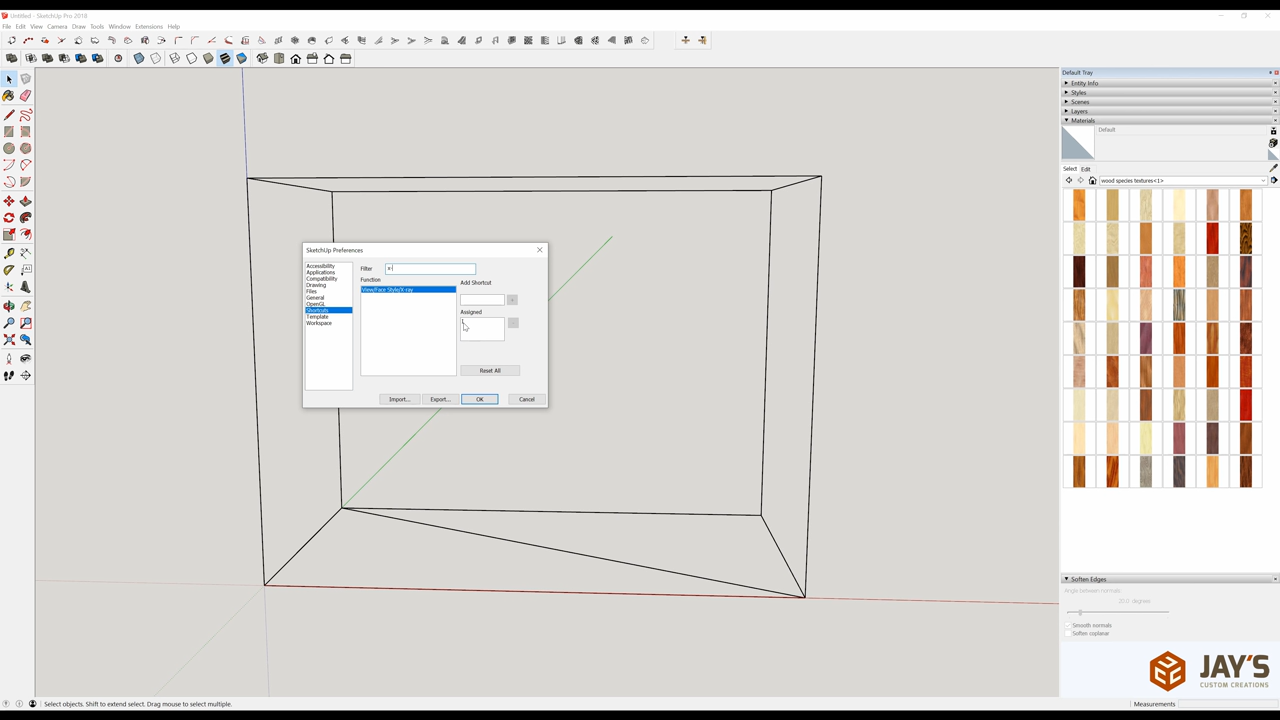 Untitled - SketchUp Pro 2018
File Edit View Camera Draw Tools Window Extensions Help
Default Tray
Entity Info
Styles
Scenes
Layers
Materials
Default
Select Edit
wood species textures<1>
SketchUp Preferences
Accessibility
Applications
Compatibility
Drawing
Files
General
OpenGL
Shortcuts
Template
Workspace
Filter
x-
Function
View/Face Style/X-ray
Add Shortcut
Assigned
Reset All
Import...
Export...
OK
Cancel
Soften Edges
Angle between normals:
20.0 degrees
Smooth normals
Soften coplanar
JAY'S
CUSTOM CREATIONS
Select objects. Shift to extend select. Drag mouse to select multiple.
Measurements